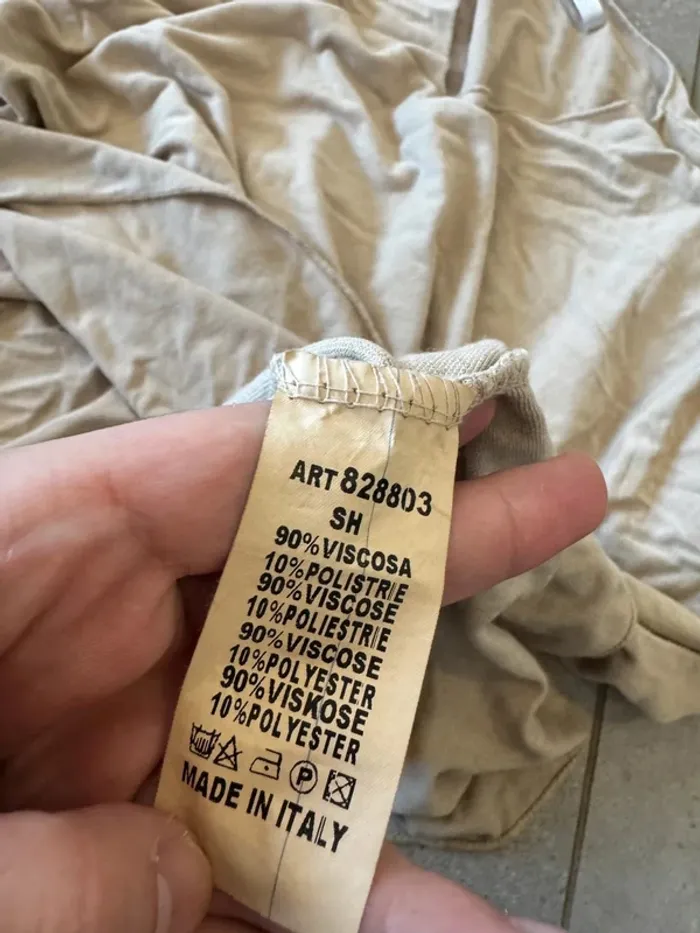 ART 828803
SH
90%VISCOSA
10%POLISTRIE
90%VISCOSE
10%POLIESTRIE
90%VISCOSE
10%POLYESTER
90%VISKOSE
10%POLYESTER
P
MADE IN ITALY